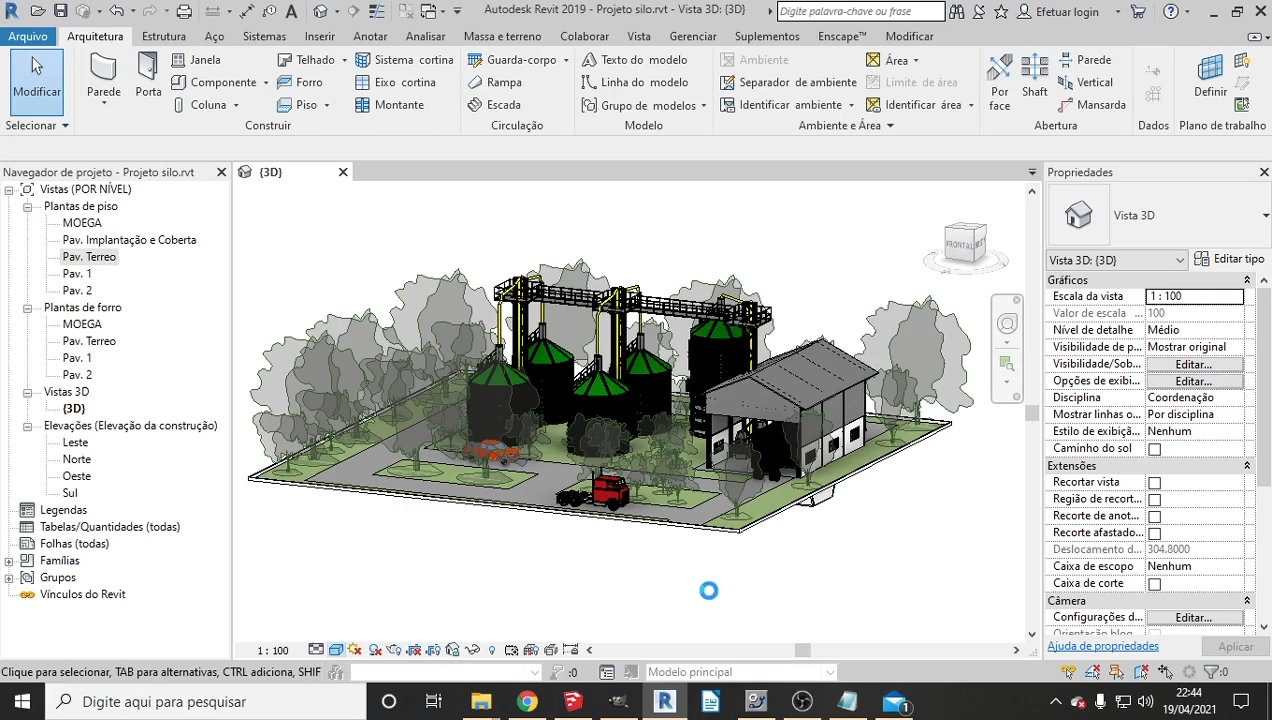 Autodesk Revit 2019 - Projeto silo.rvt - Vista 3D: {3D}
Digite palavra-chave ou frase
Efetuar login
Arquivo Arquitetura Estrutura Aço Sistemas Inserir Anotar Analisar Massa e terreno Colaborar Vista Gerenciar Suplementos Enscape™ Modificar
Modificar
Selecionar
Parede
Porta
Janela
Componente
Coluna
Telhado
Forro
Piso
Sistema cortina
Eixo cortina
Montante
Construir
Guarda-corpo
Rampa
Escada
Circulação
Texto do modelo
Linha do modelo
Grupo de modelos
Modelo
Ambiente
Separador de ambiente
Identificar ambiente
Área
Limite de área
Identificar área
Ambiente e Área
Por face
Shaft
Parede
Vertical
Mansarda
Abertura
Dados
Definir
Plano de trabalho
Navegador de projeto - Projeto silo.rvt
Vistas (POR NÍVEL)
Plantas de piso
MOEGA
Pav. Implantação e Coberta
Pav. Terreo
Pav. 1
Pav. 2
Plantas de forro
MOEGA
Pav. Terreo
Pav. 1
Pav. 2
Vistas 3D
{3D}
Elevações (Elevação da construção)
Leste
Norte
Oeste
Sul
Legendas
Tabelas/Quantidades (todas)
Folhas (todas)
Famílias
Grupos
Vínculos do Revit
{3D}
FRONTAL
1 : 100
Propriedades
Vista 3D
Vista 3D: {3D}
Editar tipo
Gráficos
Escala da vista 1 : 100
Valor de escala ... 100
Nível de detalhe Médio
Visibilidade de p... Mostrar original
Visibilidade/Sob... Editar...
Opções de exibi... Editar...
Disciplina Coordenação
Mostrar linhas o... Por disciplina
Estilo de exibiç... Nenhum
Caminho do sol
Extensões
Recortar vista
Região de recort...
Recorte de anot...
Recorte afastado...
Deslocamento d... 304.8000
Caixa de escopo Nenhum
Caixa de corte
Câmera
Configurações d... Editar...
Ajuda de propriedades
Aplicar
Clique para selecionar, TAB para alternativas, CTRL adiciona, SHIF
:0
Modelo principal
:0
Digite aqui para pesquisar
1
22:44
19/04/2021